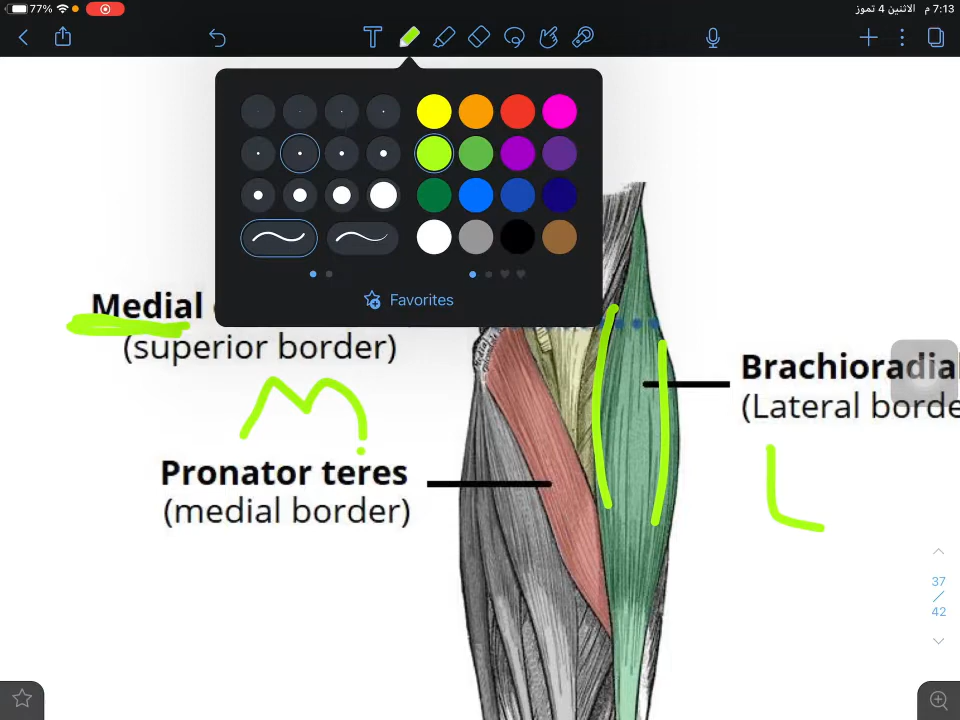 77%
7:13 م الاثنين 4 تموز
T
Favorites
Medial
(superior border)
M
Brachioradial
(Lateral borde
Pronator teres
(medial border)
L
37
/
42